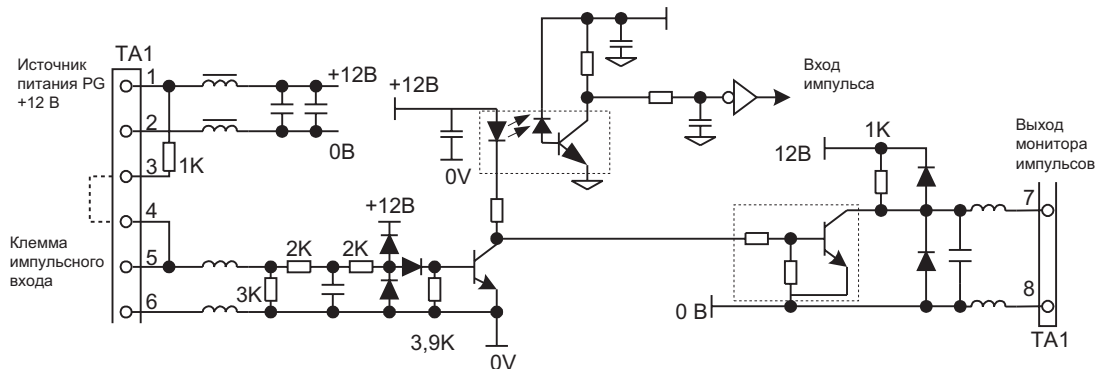 Источник
питания PG
+12 В
TA1
1
2
3
4
5
6
1K
+12В
0В
Клемма
импульсного
входа
3K
2K
2K
+12В
3,9K
0V
+12В
0V
Вход
импульса
12В
1K
0 В
Выход
монитора
импульсов
7
8
TA1